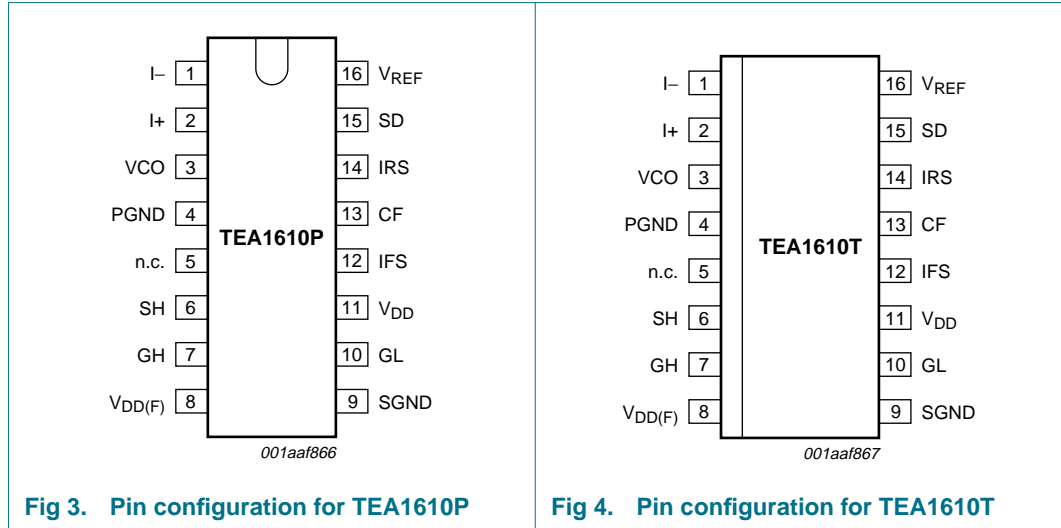 I− 1 16 VREF
I+ 2 15 SD
VCO 3 14 IRS
PGND 4 13 CF
TEA1610P
n.c. 5 12 IFS
SH 6 11 VDD
GH 7 10 GL
VDD(F) 8 9 SGND
001aaf866
Fig 3. Pin configuration for TEA1610P
I− 1 16 VREF
I+ 2 15 SD
VCO 3 14 IRS
PGND 4 13 CF
TEA1610T
n.c. 5 12 IFS
SH 6 11 VDD
GH 7 10 GL
VDD(F) 8 9 SGND
001aaf867
Fig 4. Pin configuration for TEA1610T